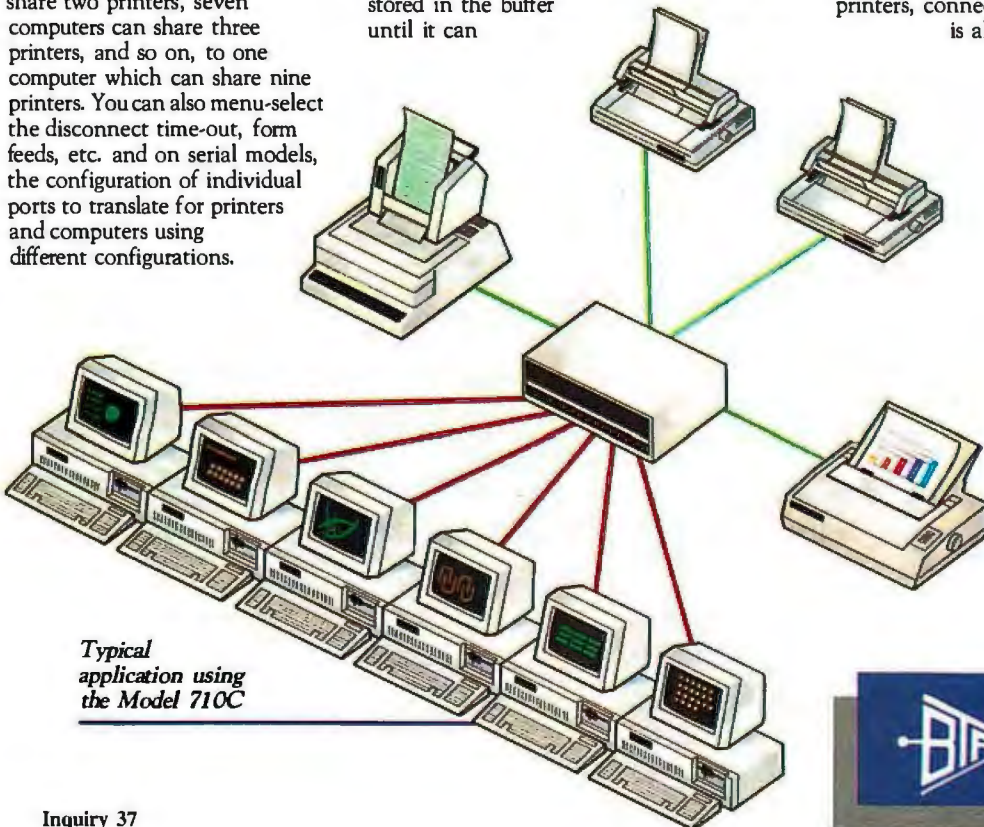 share two printers, seven
computers can share three
printers, and so on, to one
computer which can share nine
printers. You can also menu-select
the disconnect time-out, form
feeds, etc. and on serial models,
the configuration of individual
ports to translate for printers
and computers using
different configurations.
stored in the buffer
until it can
printers, connec
is al
Typical
application using
the Model 710C
Inquiry 37